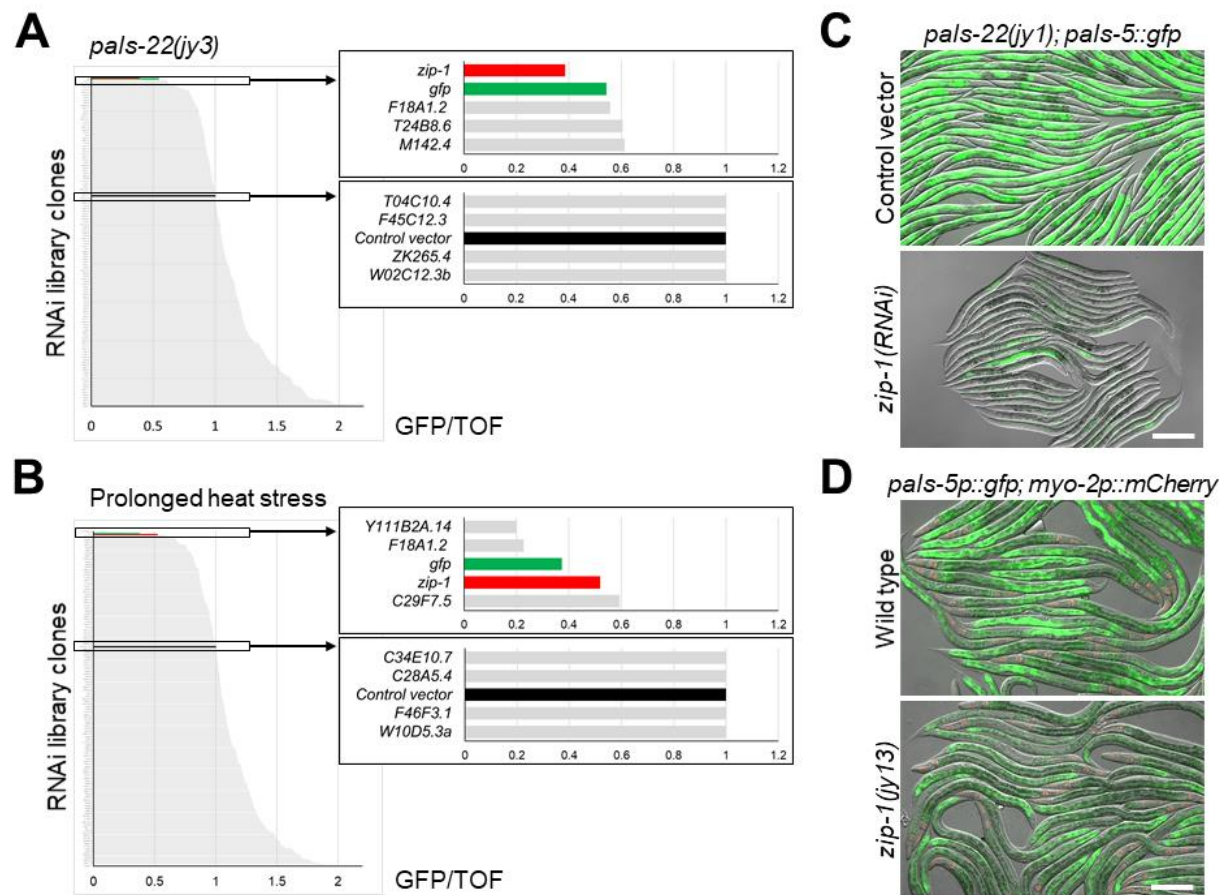 A
pals-22(jy3)
RNAi library clones
0 0.5 1 1.5 2
GFP/TOF
zip-1
gfp
F18A1.2
T24B8.6
M142.4
0 0.2 0.4 0.6 0.8 1 1.2
T04C10.4
F45C12.3
Control vector
ZK265.4
W02C12.3b
0 0.2 0.4 0.6 0.8 1 1.2
B
Prolonged heat stress
RNAi library clones
0 0.5 1 1.5 2
GFP/TOF
Y111B2A.14
F18A1.2
gfp
zip-1
C29F7.5
0 0.2 0.4 0.6 0.8 1 1.2
C34E10.7
C28A5.4
Control vector
F46F3.1
W10D5.3a
0 0.2 0.4 0.6 0.8 1 1.2
C
pals-22(jy1); pals-5::gfp
Control vector
zip-1(RNAi)
D
pals-5p::gfp; myo-2p::mCherry
Wild type
zip-1(jy13)